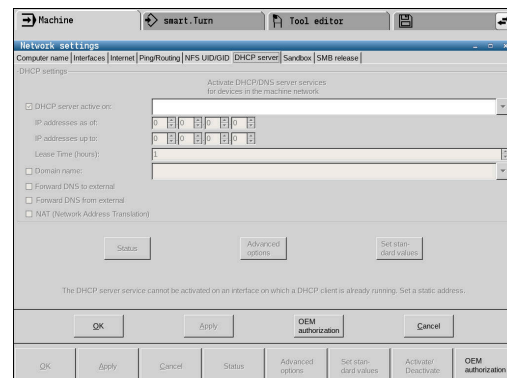 Machine smart.Turn Tool editor
Network settings
Computer name Interfaces Internet Ping/Routing NFS UID/GID DHCP server Sandbox SMB release
DHCP settings
Activate DHCP/DNS server services
for devices in the machine network
DHCP server active on:
IP addresses as of: 0 0 0 0
IP addresses up to: 0 0 0 0
Lease Time (hours): 1
Domain name:
Forward DNS to external
Forward DNS from external
NAT (Network Address Translation)
Status Advanced options Set stan-dard values
The DHCP server service cannot be activated on an interface on which a DHCP client is already running. Set a static address.
OK Apply OEM authorization Cancel
OK Apply Cancel Status Advanced options Set stan-dard values Activate/Deactivate OEM authorization